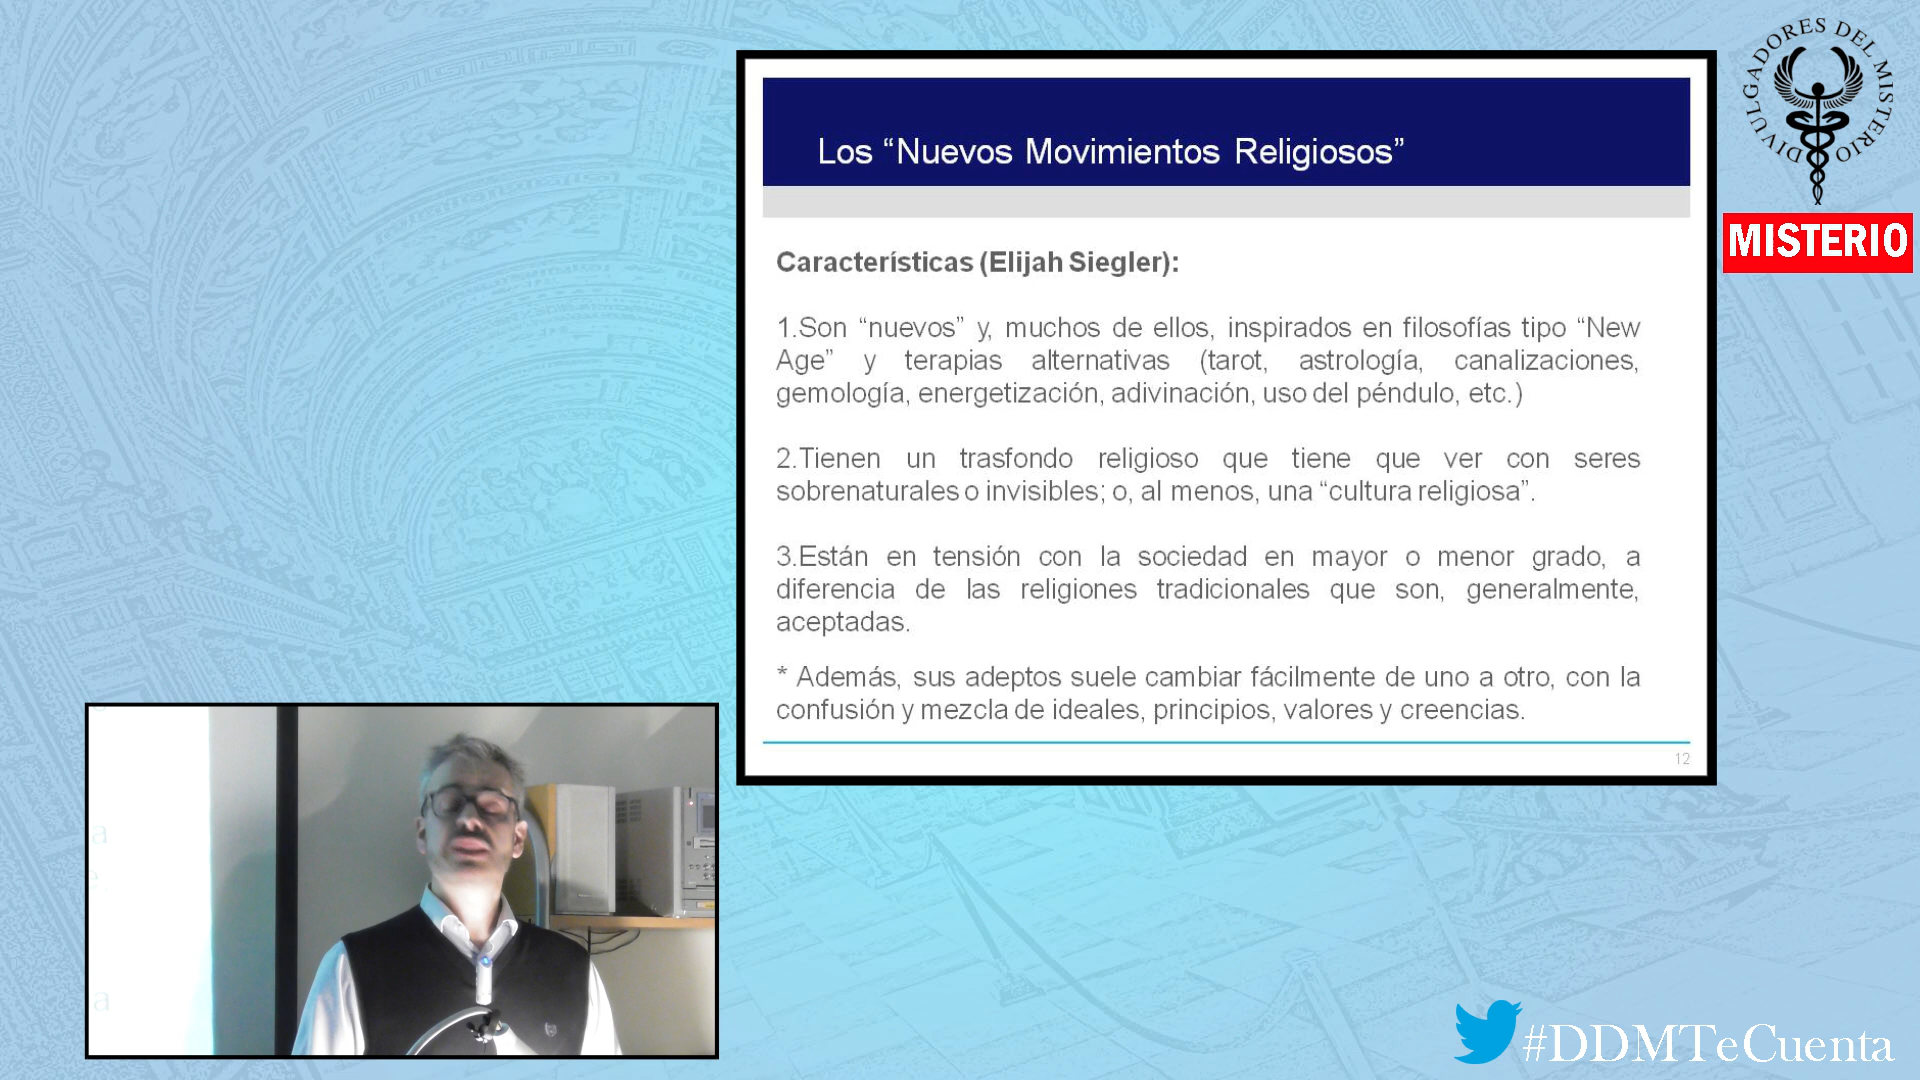 Los “Nuevos Movimientos Religiosos”
Características (Elijah Siegler):
1.Son “nuevos” y, muchos de ellos, inspirados en filosofías tipo “New
Age” y terapias alternativas (tarot, astrología, canalizaciones,
gemología, energetización, adivinación, uso del péndulo, etc.)
2.Tienen un trasfondo religioso que tiene que ver con seres
sobrenaturales o invisibles; o, al menos, una “cultura religiosa”.
3.Están en tensión con la sociedad en mayor o menor grado, a
diferencia de las religiones tradicionales que son, generalmente,
aceptadas.
* Además, sus adeptos suele cambiar fácilmente de uno a otro, con la
confusión y mezcla de ideales, principios, valores y creencias.
12
DIVULGADORES DEL MISTERIO
MISTERIO
a
a
#DDMTeCuenta